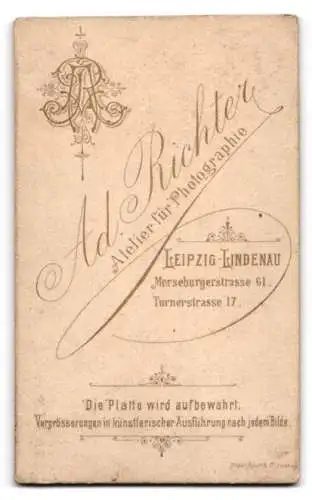 AR
Ad. Richter
Atelier für Photographie
LEIPZIG-LINDENAU
Merseburgerstrasse 61.
Turnerstrasse 17.
Die Platte wird aufbewahrt.
Vergrösserungen in künstlerischer Ausführung nach jedem Bilde.